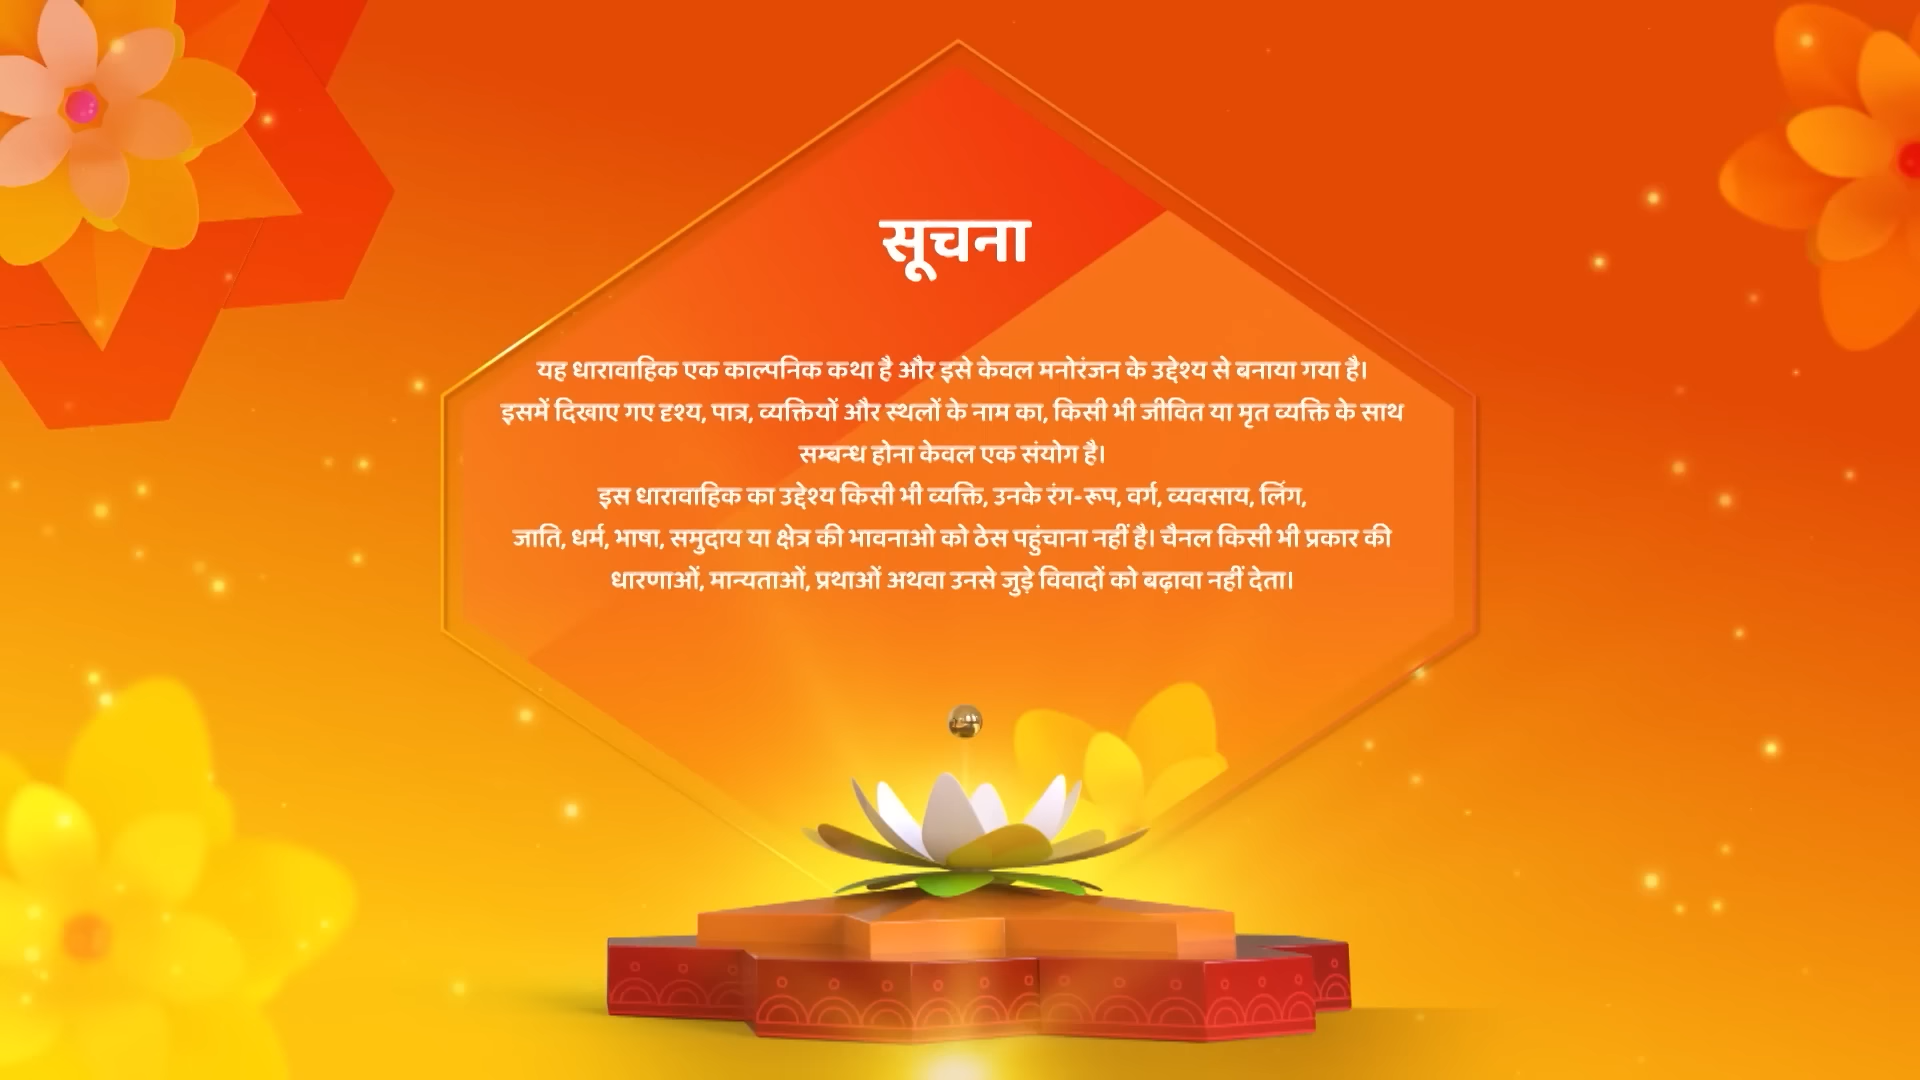 सूचना
यह धारावाहिक एक काल्पनिक कथा है और इसे केवल मनोरंजन के उद्देश्य से बनाया गया है।
इसमें दिखाए गए दृश्य, पात्र, व्यक्तियों और स्थलों के नाम का, किसी भी जीवित या मृत व्यक्ति के साथ
सम्बन्ध होना केवल एक संयोग है।
इस धारावाहिक का उद्देश्य किसी भी व्यक्ति, उनके रंग-रूप, वर्ग, व्यवसाय, लिंग,
जाति, धर्म, भाषा, समुदाय या क्षेत्र की भावनाओ को ठेस पहुंचाना नहीं है। चैनल किसी भी प्रकार की
धारणाओं, मान्यताओं, प्रथाओं अथवा उनसे जुड़े विवादों को बढ़ावा नहीं देता।